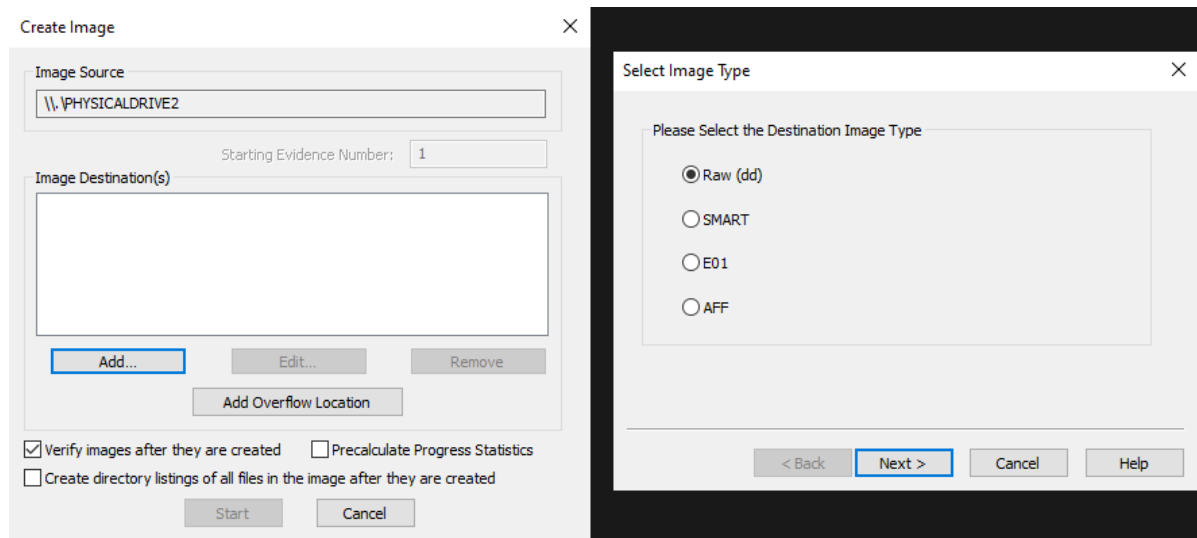 Create Image
Image Source
\\.\PHYSICALDRIVE2
Starting Evidence Number: 1
Image Destination(s)
Add... Edit... Remove
Add Overflow Location
Verify images after they are created Precalculate Progress Statistics
Create directory listings of all files in the image after they are created
Start Cancel
Select Image Type
Please Select the Destination Image Type
Raw (dd)
SMART
E01
AFF
< Back Next > Cancel Help